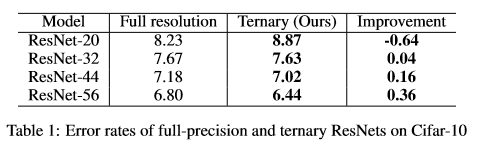 Model Full resolution Ternary (Ours) Improvement
ResNet-20 8.23 8.87 -0.64
ResNet-32 7.67 7.63 0.04
ResNet-44 7.18 7.02 0.16
ResNet-56 6.80 6.44 0.36
Table 1: Error rates of full-precision and ternary ResNets on Cifar-10